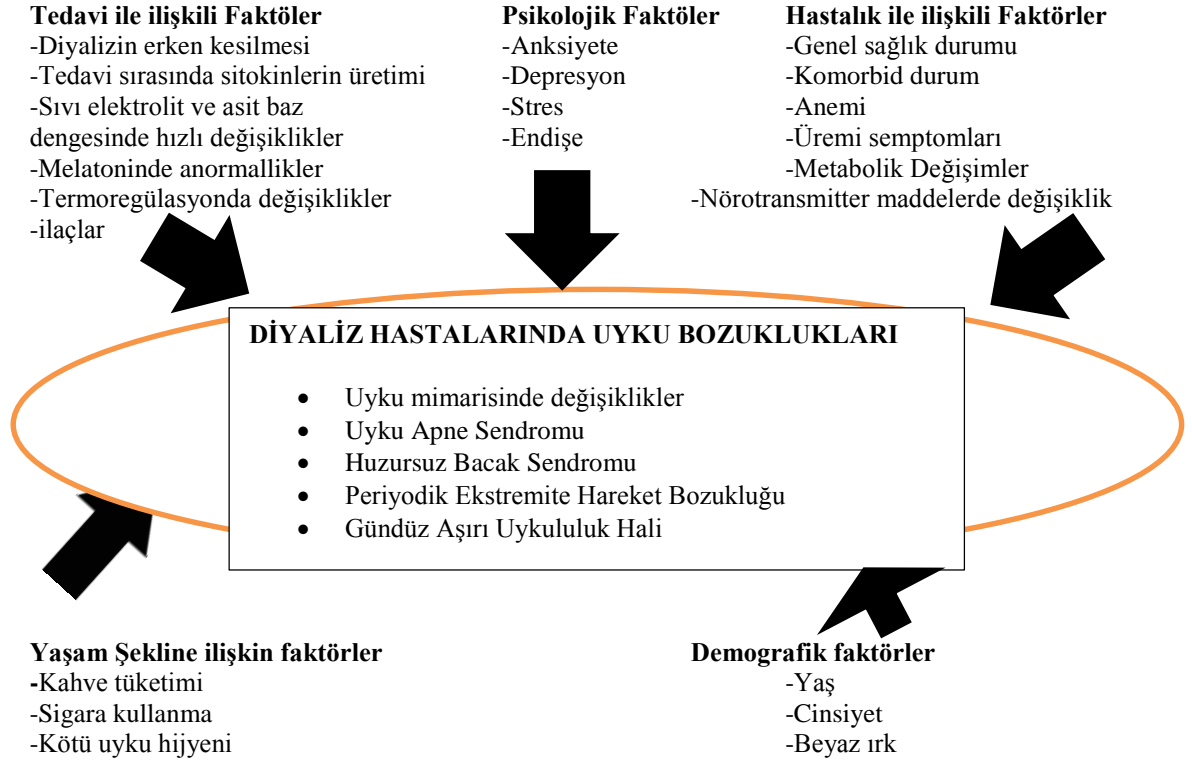 Tedavi ile ilişkili Faktöler
-Diyalizin erken kesilmesi
-Tedavi sırasında sitokinlerin üretimi
-Sıvı elektrolit ve asit baz
dengesinde hızlı değişiklikler
-Melatoninde anormallikler
-Termoregülasyonda değişiklikler
-ilaçlar
Psikolojik Faktöler
-Anksiyete
-Depresyon
-Stres
-Endişe
Hastalık ile ilişkili Faktörler
-Genel sağlık durumu
-Komorbid durum
-Anemi
-Üremi semptomları
-Metabolik Değişimler
-Nörotransmitter maddelerde değişiklik
DİYALİZ HASTALARINDA UYKU BOZUKLUKLARI
• Uyku mimarisinde değişiklikler
• Uyku Apne Sendromu
• Huzursuz Bacak Sendromu
• Periyodik Ekstremite Hareket Bozukluğu
• Gündüz Aşırı Uykululuk Hali
Yaşam Şekline ilişkin faktörler
-Kahve tüketimi
-Sigara kullanma
-Kötü uyku hijyeni
Demografik faktörler
-Yaş
-Cinsiyet
-Beyaz ırk